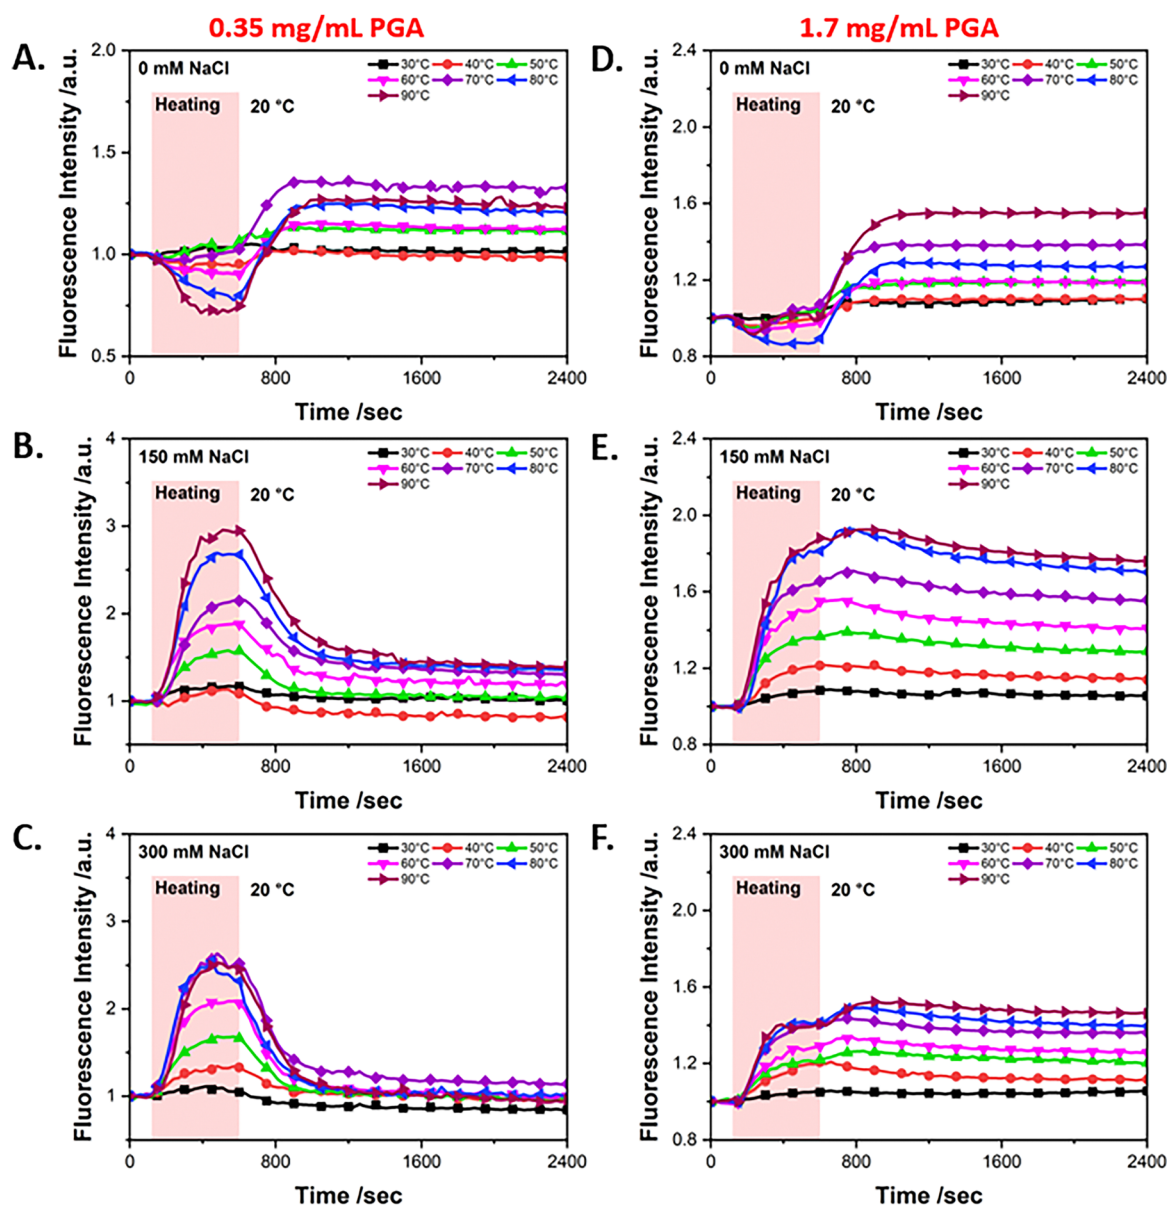 0.35 mg/mL PGA
1.7 mg/mL PGA
A.
Fluorescence Intensity /a.u.
2.0
1.5
1.0
0.5
0 mM NaCl
30°C 40°C 50°C
60°C 70°C 80°C
90°C
Heating 20 °C
0 800 1600 2400
Time /sec
D.
Fluorescence Intensity /a.u.
2.4
2.0
1.6
1.2
0.8
0 mM NaCl
30°C 40°C 50°C
60°C 70°C 80°C
90°C
Heating 20 °C
0 800 1600 2400
Time /sec
B.
Fluorescence Intensity /a.u.
4
3
2
1
150 mM NaCl
30°C 40°C 50°C
60°C 70°C 80°C
90°C
Heating 20 °C
0 800 1600 2400
Time /sec
E.
Fluorescence Intensity /a.u.
2.4
2.0
1.6
1.2
0.8
150 mM NaCl
30°C 40°C 50°C
60°C 70°C 80°C
90°C
Heating 20 °C
0 800 1600 2400
Time /sec
C.
Fluorescence Intensity /a.u.
4
3
2
1
300 mM NaCl
30°C 40°C 50°C
60°C 70°C 80°C
90°C
Heating 20 °C
0 800 1600 2400
Time /sec
F.
Fluorescence Intensity /a.u.
2.4
2.0
1.6
1.2
0.8
300 mM NaCl
30°C 40°C 50°C
60°C 70°C 80°C
90°C
Heating 20 °C
0 800 1600 2400
Time /sec